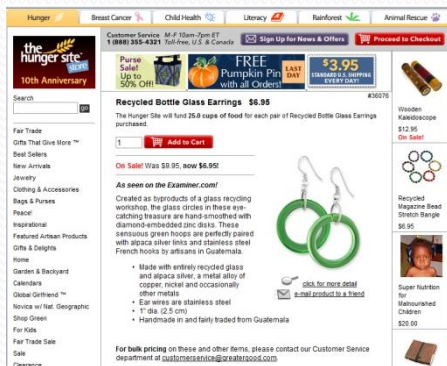 Hunger
Breast Cancer
Child Health
Literacy
Rainforest
Animal Rescue
the hunger site store
10th Anniversary
Customer Service M-F 10am-7pm ET
1 (888) 355-4321 Toll-free, U.S. & Canada
Sign Up for News & Offers
Proceed to Checkout
Purse Sale!
Up to 50% Off!
FREE
Pumpkin Pin
with all Orders!
LAST DAY
$3.95
STANDARD U.S. SHIPPING
EVERY DAY!
Search
go
Fair Trade
Gifts That Give More ™
Best Sellers
New Arrivals
Jewelry
Clothing & Accessories
Bags & Purses
Peace!
Inspirational
Featured Artisan Products
Gifts & Delights
Home
Garden & Backyard
Calendars
Global Girlfriend ™
Novica w/ Nat. Geographic
Shop Green
For Kids
Fair Trade Sale
Sale
Clearance
#36076
Recycled Bottle Glass Earrings $6.95
The Hunger Site will fund 25.0 cups of food for each pair of Recycled Bottle Glass Earrings
purchased.
1
Add to Cart
On Sale! Was $9.95, now $6.95!
As seen on the Examiner.com!
Created as byproducts of a glass recycling
workshop, the glass circles in these eye-
catching treasure are hand-smoothed with
diamond-embedded zinc disks. These
sensuous green hoops are perfectly paired
with alpaca silver links and stainless steel
French hooks by artisans in Guatemala.
• Made with entirely recycled glass
and alpaca silver, a metal alloy of
copper, nickel and occasionally
other metals
• Ear wires are stainless steel
• 1" dia. (2.5 cm)
• Handmade in and fairly traded from Guatemala
click for more detail
e-mail product to a friend
For bulk pricing on these and other items, please contact our Customer Service
department at customerservice@greatergood.com.
Wooden
Kaleidoscope
$12.95
On Sale!
Recycled
Magazine Bead
Stretch Bangle
$6.95
Super Nutrition
for
Malnourished
Children
$20.00